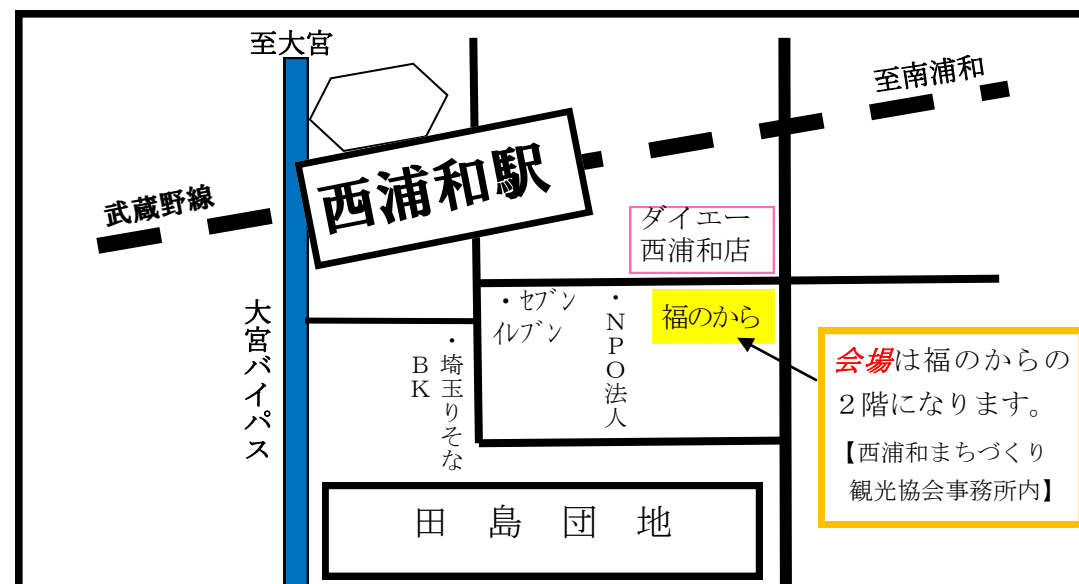 至大宮
至南浦和
武蔵野線
西浦和駅
ダイエー
西浦和店
大宮バイパス
・セブン
イレブン
・NPO法人
福のから
・埼玉りそな
BK
会場は福のからの
２階になります。
【西浦和まちづくり
観光協会事務所内】
田島団地